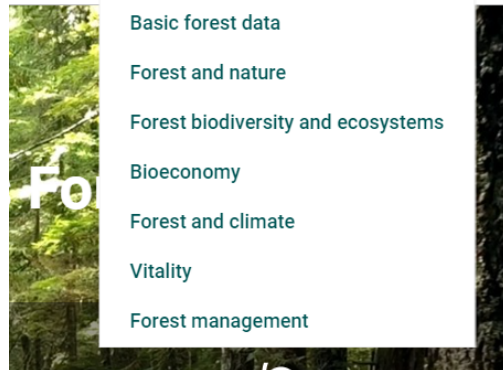 Basic forest data
Forest and nature
Forest biodiversity and ecosystems
Bioeconomy
Forest and climate
Vitality
Forest management